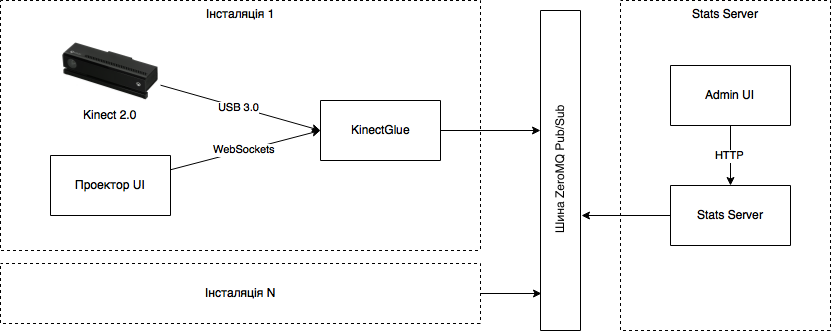 Інсталяція 1
Kinect 2.0
USB 3.0
WebSockets
KinectGlue
Проектор UI
Інсталяція N
Шина ZeroMQ Pub/Sub
Stats Server
Admin UI
HTTP
Stats Server